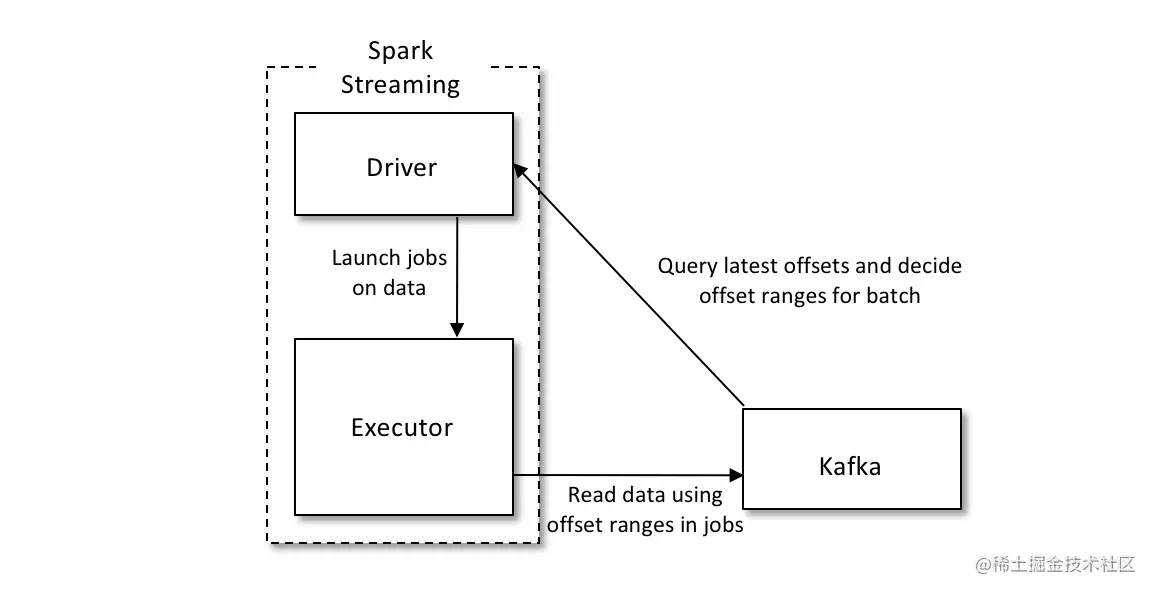 Spark
Streaming
Driver
Launch jobs
on data
Query latest offsets and decide
offset ranges for batch
Executor
Kafka
Read data using
offset ranges in jobs
@稀土掘金技术社区